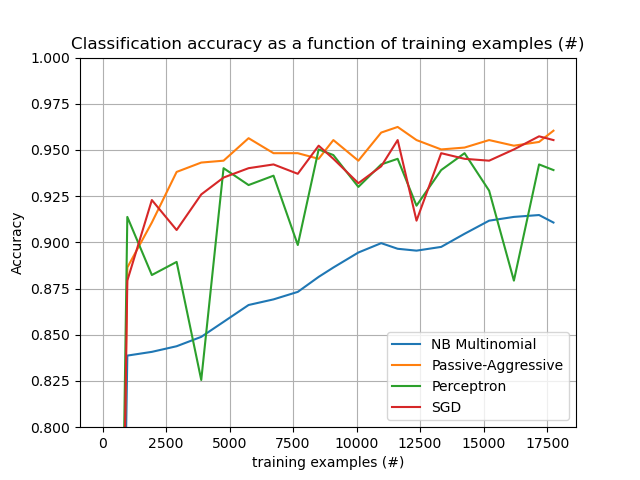 Classification accuracy as a function of training examples (#)
1.000
0.975
0.950
0.925
0.900
0.875
0.850
0.825
0.800
Accuracy
NB Multinomial
Passive-Aggressive
Perceptron
SGD
0 2500 5000 7500 10000 12500 15000 17500
training examples (#)